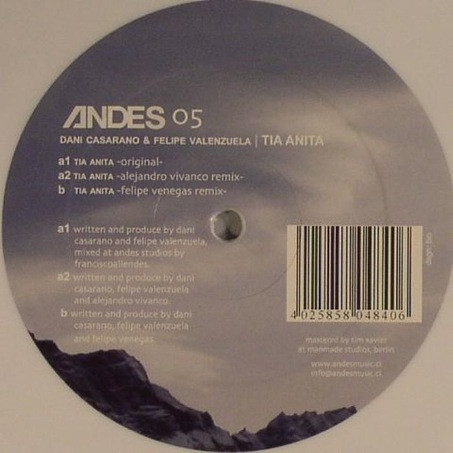 ANDES 05
DANI CASARANO & FELIPE VALENZUELA | TIA ANITA
a1 TIA ANITA -original-
a2 TIA ANITA -alejandro vivanco remix-
b TIA ANITA -felipe venegas remix-
a1 written and produce by dani
casarano and felipe valenzuela,
mixed at andes studios by
franciscoallendes.
a2 written and produce by dani
casarano, felipe valenzuela
and alejandro vivanco.
b written and produce by dani
casarano, felipe valenzuela
and felipe venegas
4 025858 048406
mastered by tim xavier
at manmade studios, berlin
www.andesmusic.cl
info@andesmusic.cl